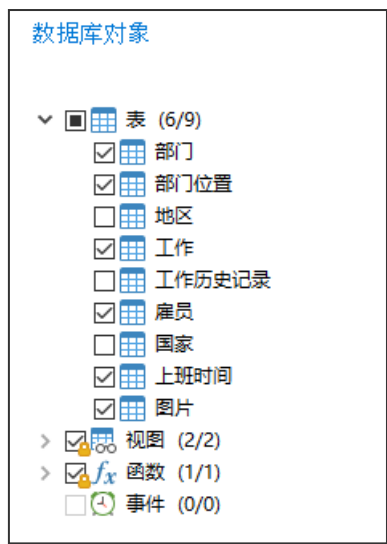 数据库对象
表 (6/9)
部门
部门位置
地区
工作
工作历史记录
雇员
国家
上班时间
图片
视图 (2/2)
fx 函数 (1/1)
事件 (0/0)